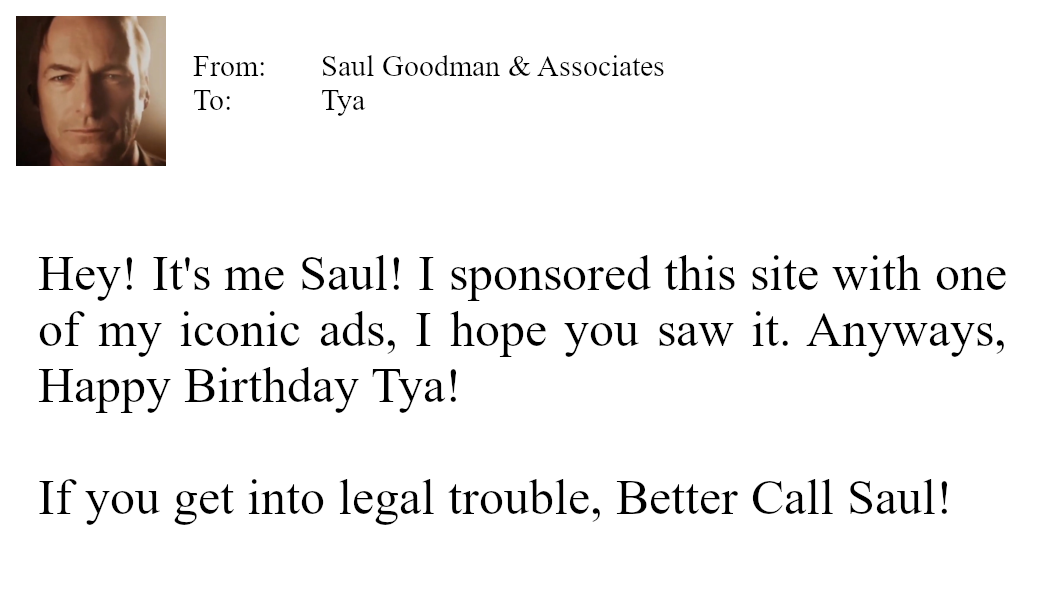 From: Saul Goodman & Associates
To: Tya
Hey! It's me Saul! I sponsored this site with one
of my iconic ads, I hope you saw it. Anyways,
Happy Birthday Tya!
If you get into legal trouble, Better Call Saul!